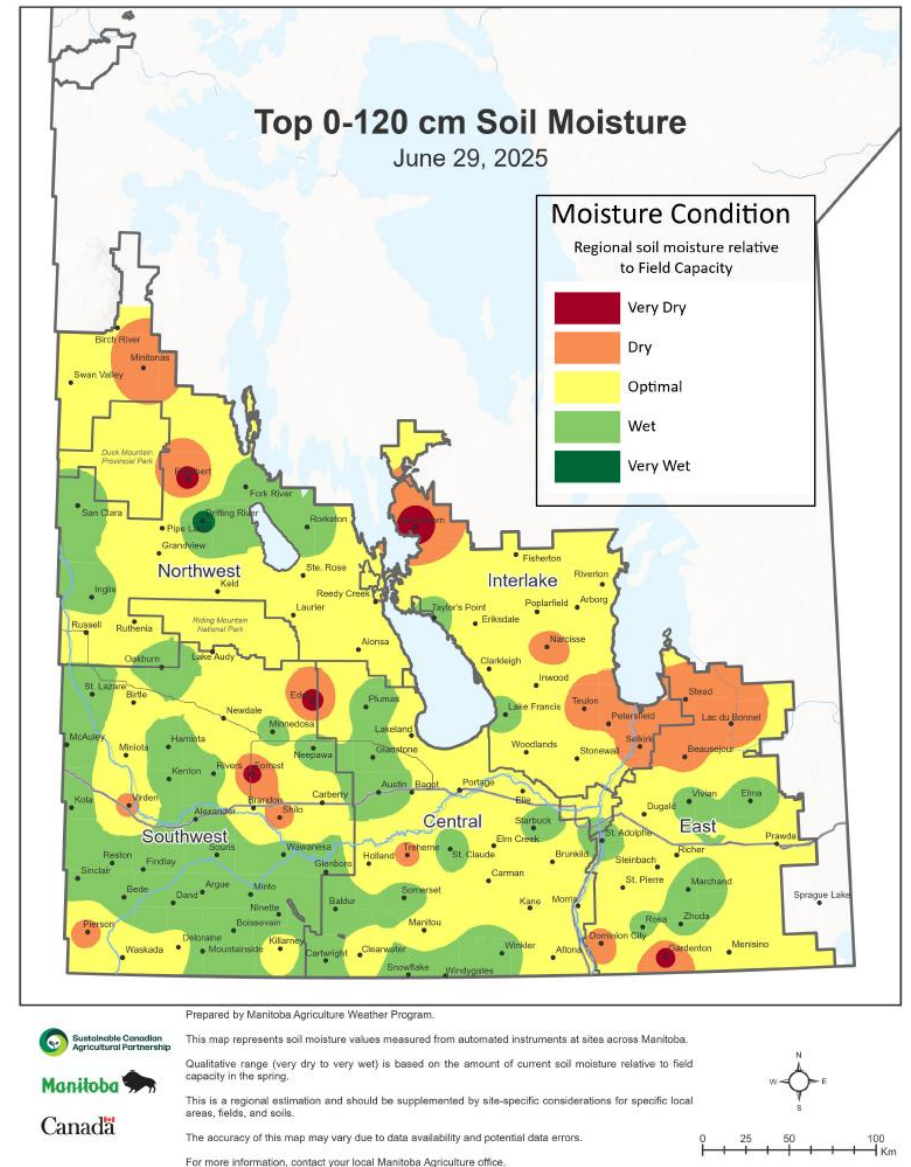 Top 0-120 cm Soil Moisture
June 29, 2025
Moisture Condition
Regional soil moisture relative
to Field Capacity
Very Dry
Dry
Optimal
Wet
Very Wet
Birch River
Minitonas
Swan Valley
Duck Mountain
Provincial Park
Fork River
San Clara
Drifting River
Rorketon
Pipe
Grandview
Fisherton
Northwest
Ste. Rose
Interlake
Riverton
Keld
Reedy Creek
Inglis
Laurier
Taylor's Point
Poplarfield
Arborg
Eriksdale
Russell
Ruthenia
Riding Mountain
National Park
Alonsa
Narcisse
Oakburn
Lake Audy
Clarkleigh
Inwood
St. Lazare
Birtle
Plumas
Stead
Teulon
Newdale
Lake Francis
Petersfield
Lac du Bonnet
Minnedosa
Lakeland
McAuley
Miniota
Hamiota
Neepawa
Gladstone
Woodlands
Stonewall
Selkirk
Beausejour
Kenton
Rivers
Forrest
Austin
Bagot
Portage
Elie
Vivian
Elma
Kola
Virden
Brandon
Carberry
Dugald
Alexander
Shilo
Southwest
Central
Starbuck
St. Adolphe
East
Prawda
Souris
Wawanesa
Treherne
Elm Creek
Richer
Reston
Findlay
Glenboro
Holland
St. Claude
Brunkild
Steinbach
Sinclair
Carman
St. Pierre
Marchand
Bede
Dand
Argue
Minto
Somerset
Sprague Lake
Baldur
Kane
Morris
Ninette
Pierson
Boissevain
Manitou
Rosa
Zhoda
Deloraine
Dominion City
Waskada
Mountainside
Killarney
Cartwright
Clearwater
Winkler
Altona
Gardenton
Menisino
Snowflake
Windygates
Prepared by Manitoba Agriculture Weather Program.
Sustainable Canadian
Agricultural Partnership
This map represents soil moisture values measured from automated instruments at sites across Manitoba.
Qualitative range (very dry to very wet) is based on the amount of current soil moisture relative to field
capacity in the spring.
Manitoba
This is a regional estimation and should be supplemented by site-specific considerations for specific local
areas, fields, and soils.
Canada
The accuracy of this map may vary due to data availability and potential data errors.
For more information, contact your local Manitoba Agriculture office.
N
W
E
S
0 25 50 100
Km